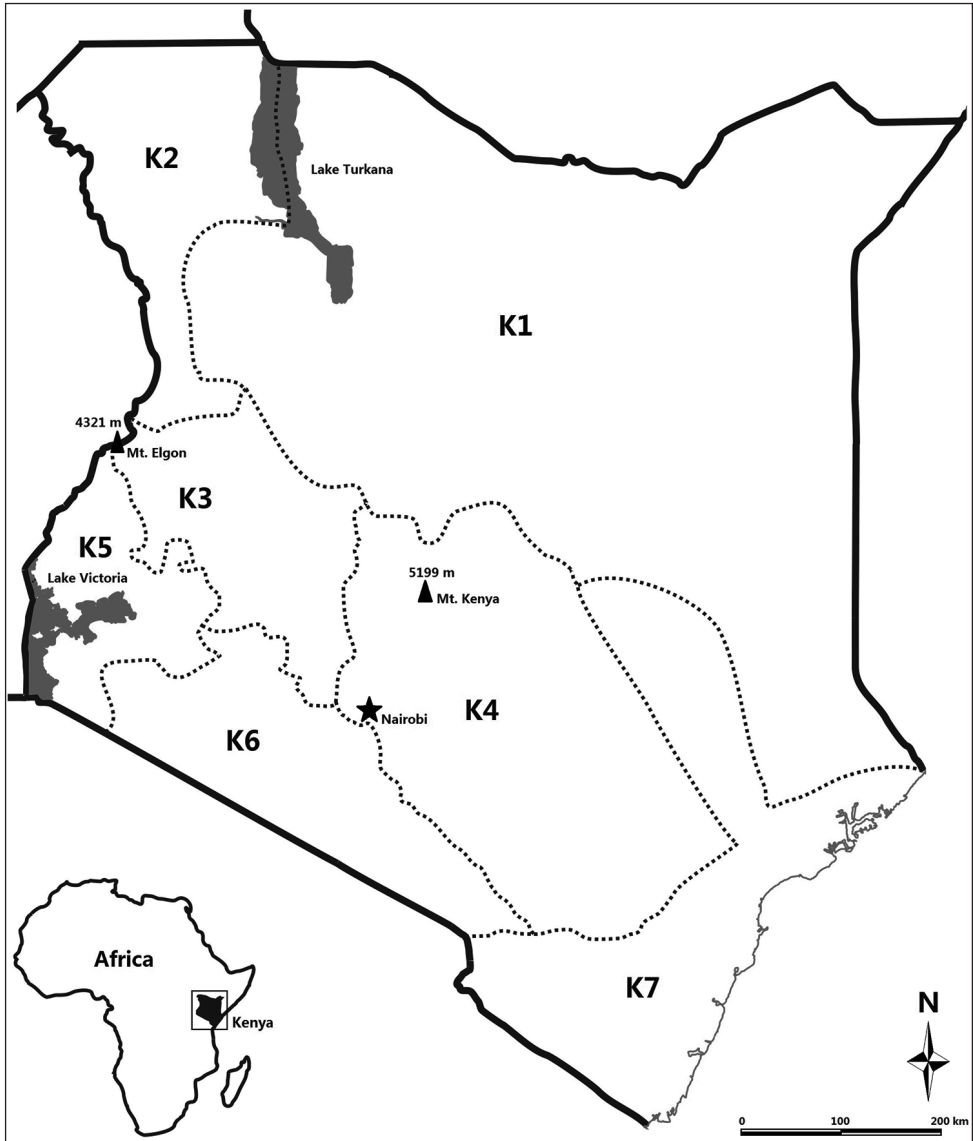 K2
Lake Turkana
K1
4321 m
Mt. Elgon
K3
K5
Lake Victoria
5199 m
Mt. Kenya
K4
Nairobi
K6
Africa
Kenya
K7
N
0 100 200 km